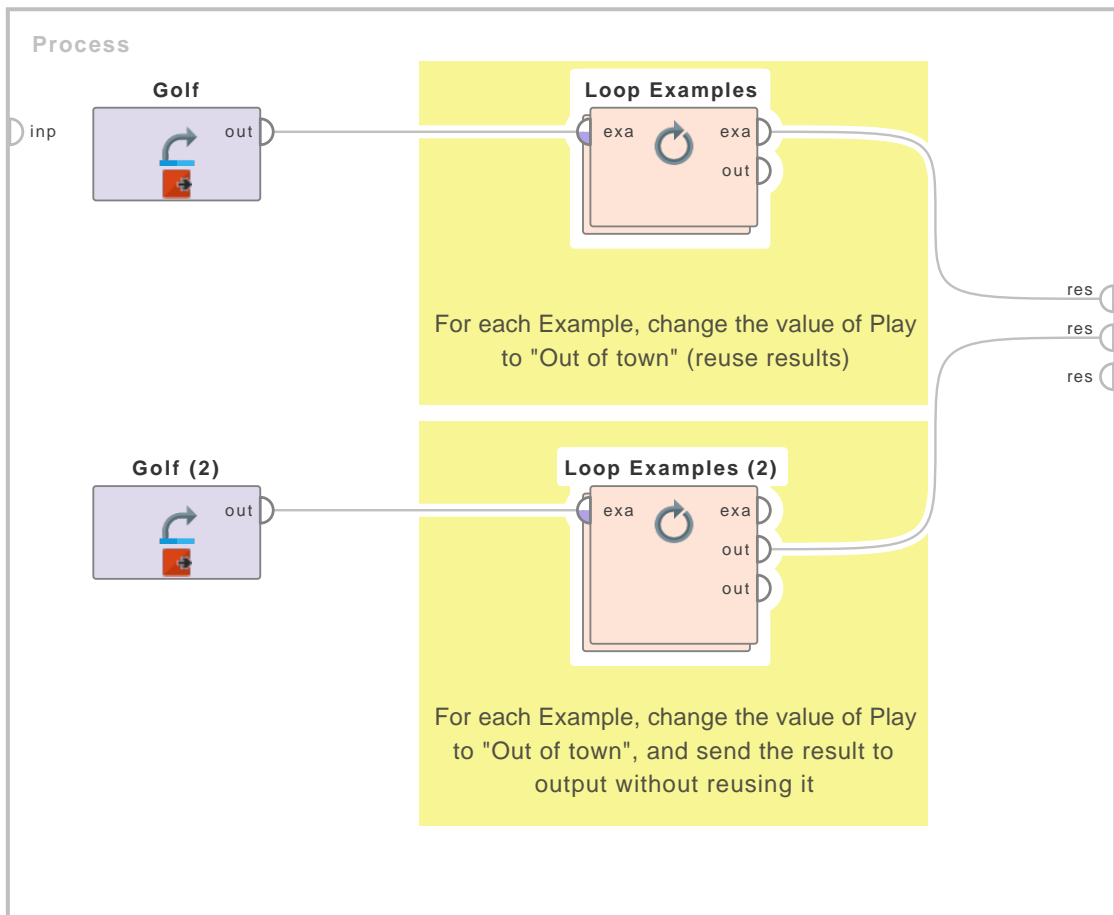 Process
Golf
inp
out
Loop Examples
exa
exa
out
res
res
res
For each Example, change the value of Play
to "Out of town" (reuse results)
Golf (2)
out
Loop Examples (2)
exa
exa
out
out
For each Example, change the value of Play
to "Out of town", and send the result to
output without reusing it